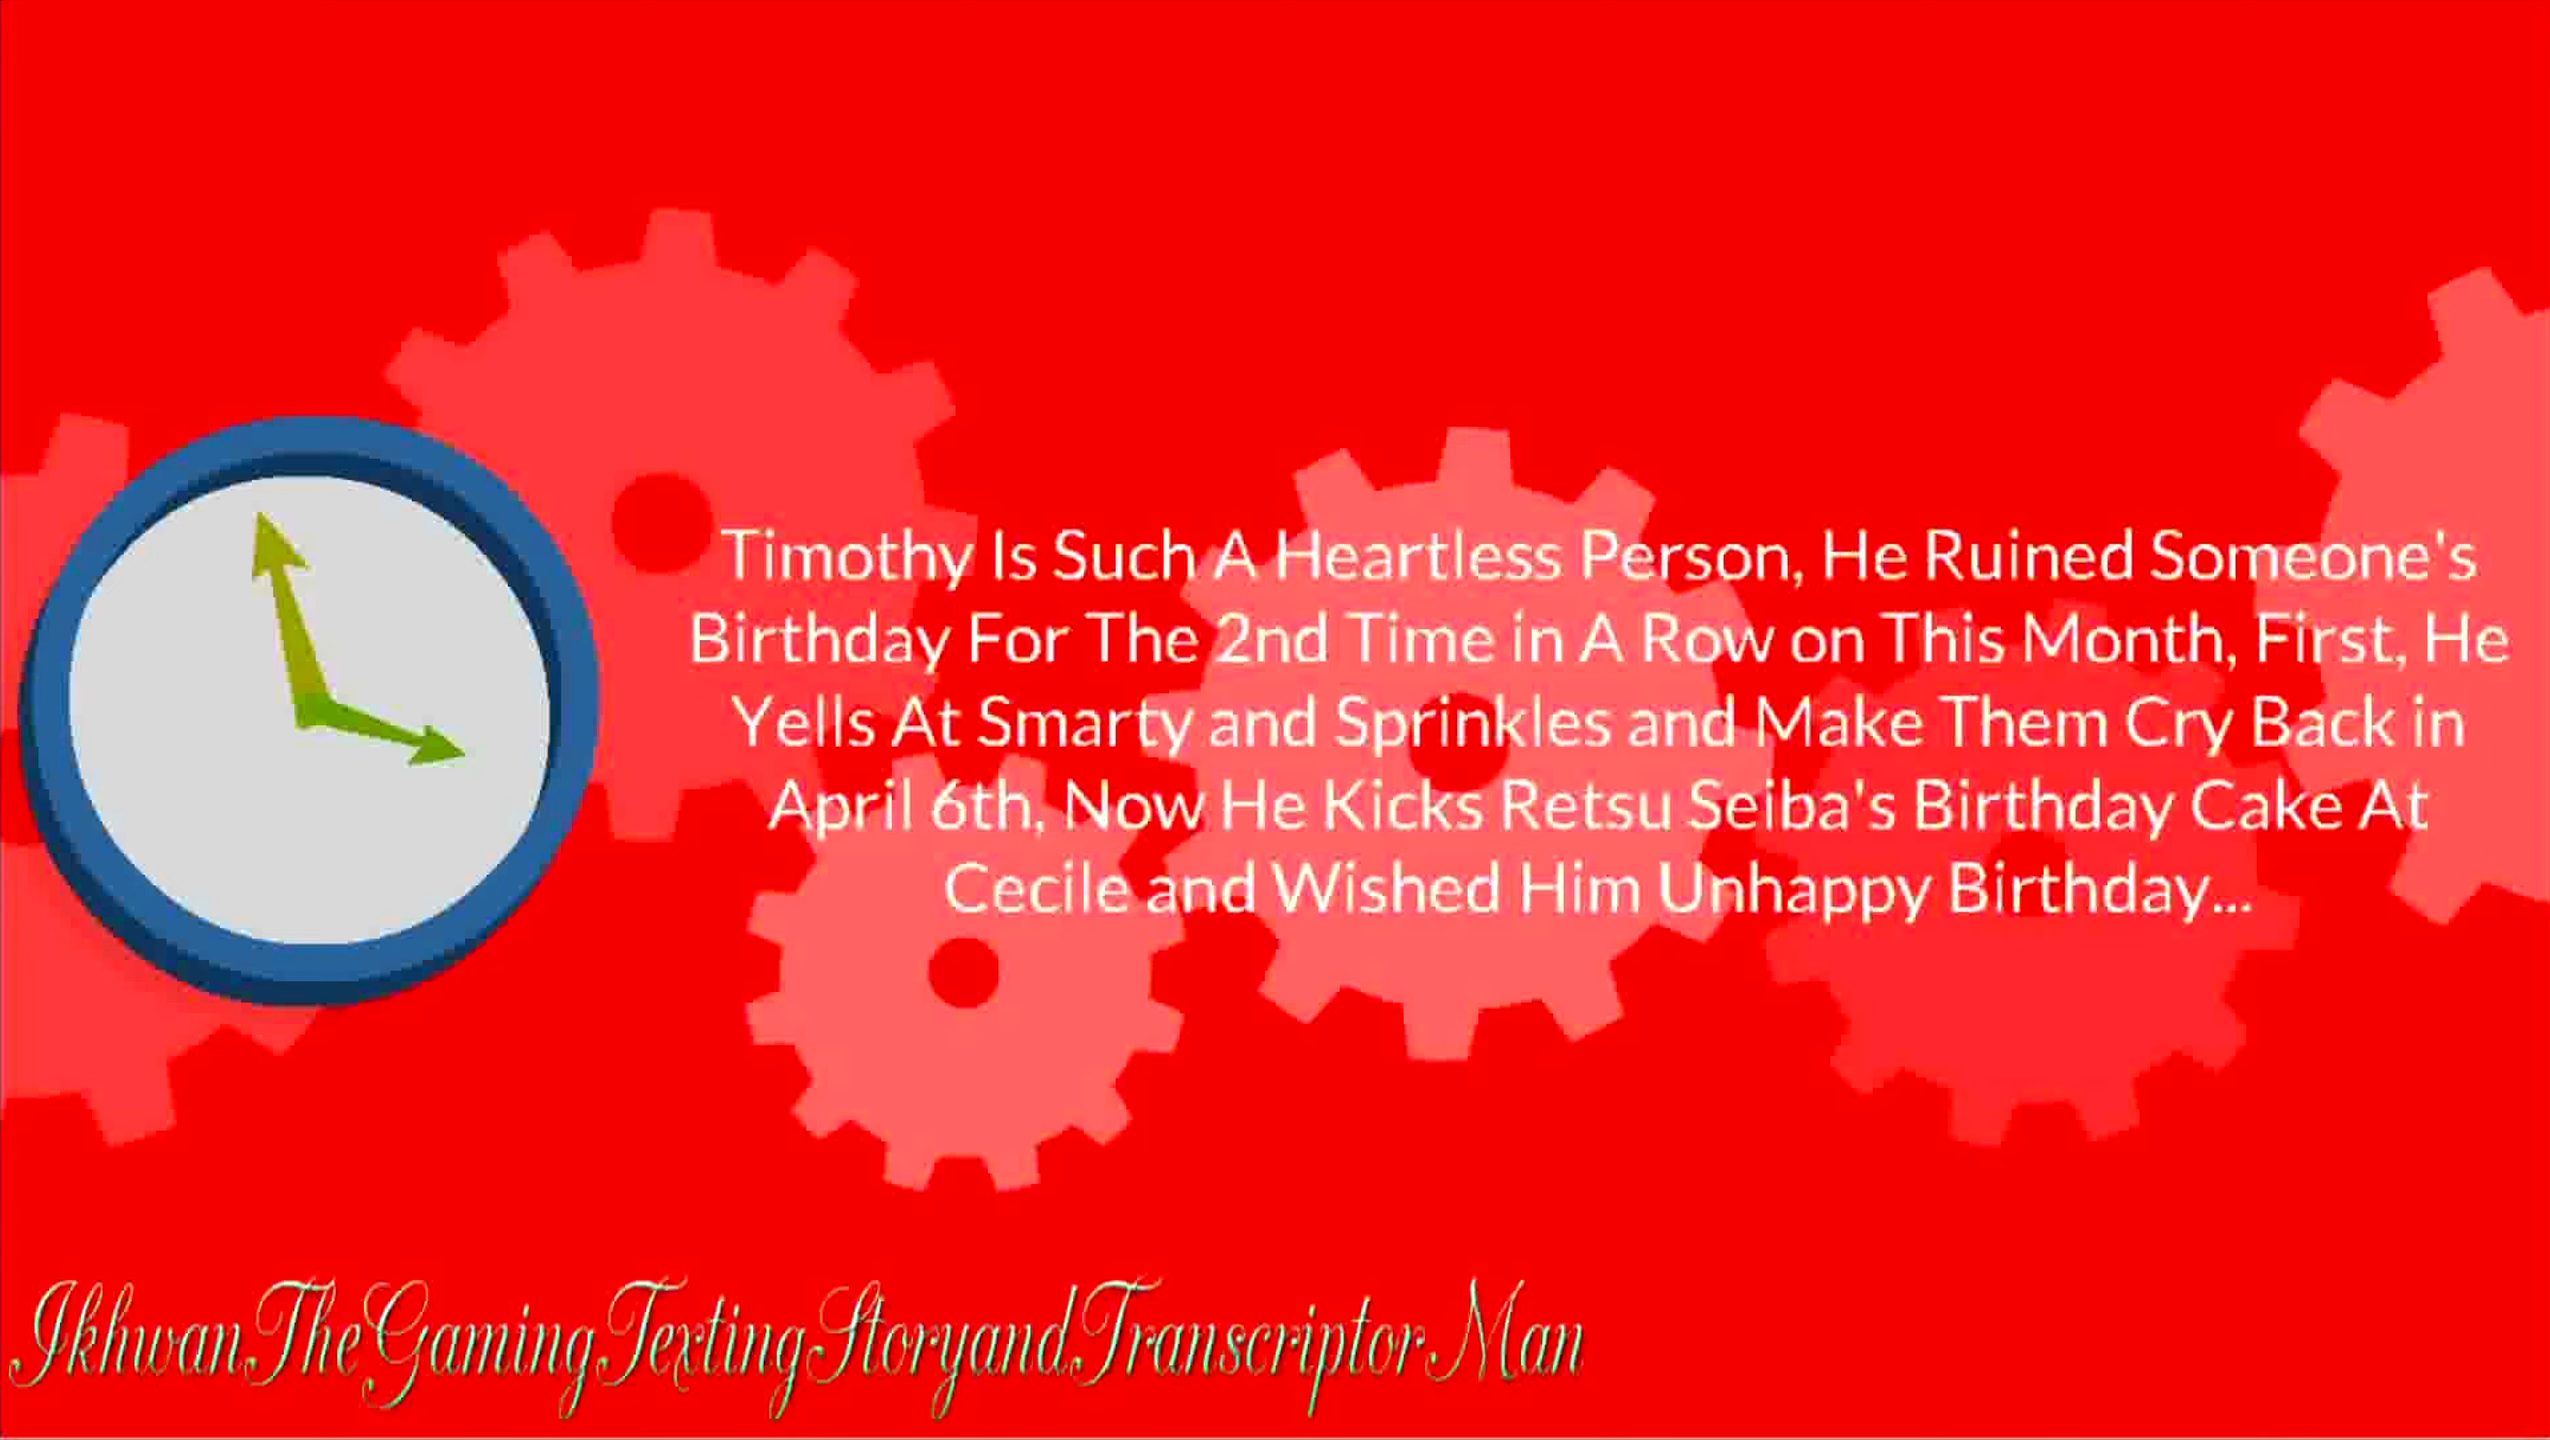 Timothy Is Such A Heartless Person, He Ruined Someone's
Birthday For The 2nd Time in A Row on This Month, First, He
Yells At Smarty and Sprinkles and Make Them Cry Back in
April 6th, Now He Kicks Retsu Seiba's Birthday Cake At
Cecile and Wished Him Unhappy Birthday...
IkhwanTheGamingTextingStoryandTranscriptorMan